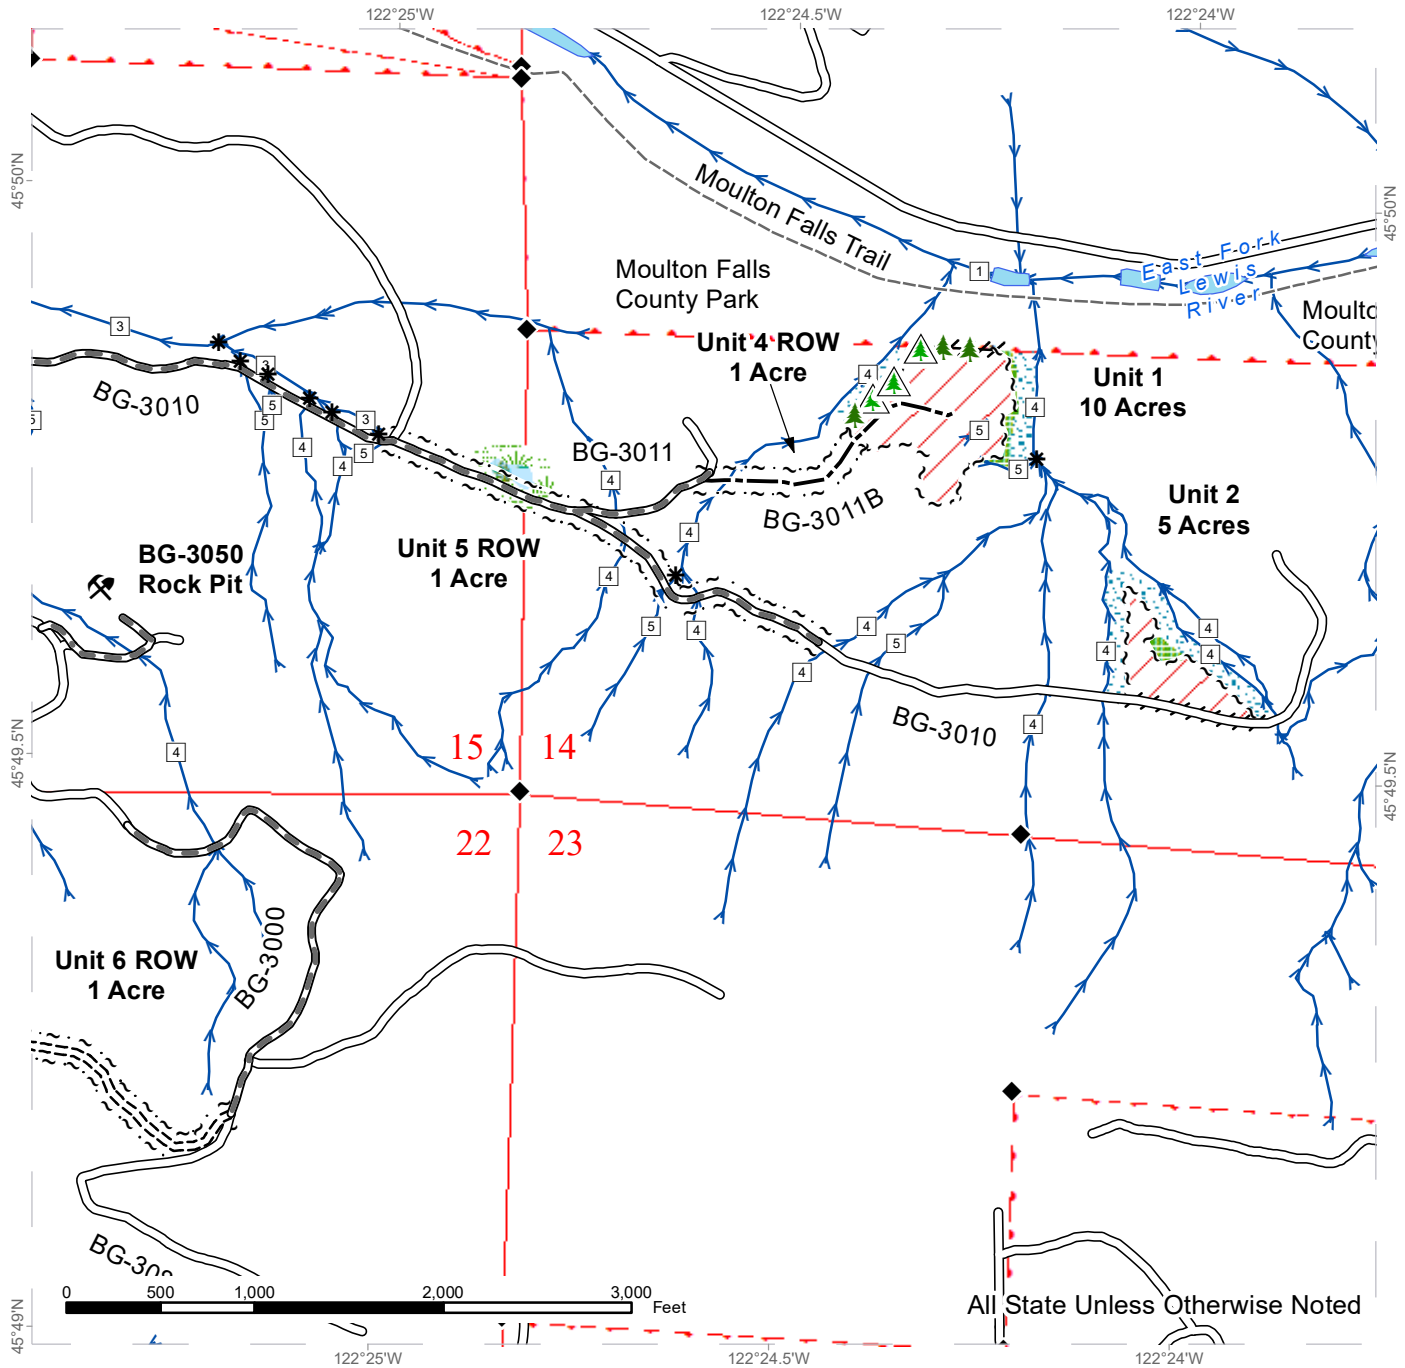 122°25'W
122°24.5'W
122°24'W
45°50'N
45°50'N
Moulton Falls Trail
1
East Fork
Lewis
River
Moulton Falls
County Park
3
3
Unit 4 ROW
1 Acre
4
Unit 1
10 Acres
BG-3010
5
5
3
4
5
4
4
5
5
BG-3011
4
BG-3011B
Unit 2
5 Acres
4
BG-3050
Rock Pit
Unit 5 ROW
1 Acre
4
5
4
4
5
4
4
4
4
BG-3010
4
4
15
14
22
23
45°49.5'N
45°49.5'N
BG-3000
Unit 6 ROW
1 Acre
0
500
1,000
2,000
3,000
Feet
All State Unless Otherwise Noted
45°49'N
122°25'W
122°24.5'W
122°24'W